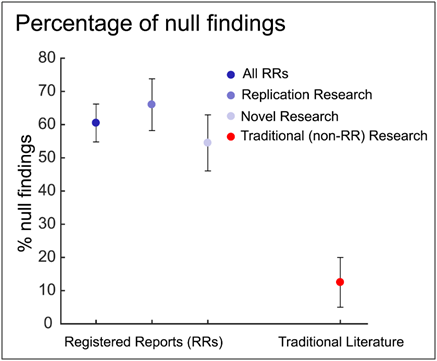 Percentage of null findings
% null findings
80
70
60
50
40
30
20
10
0
All RRs
Replication Research
Novel Research
Traditional (non-RR) Research
Registered Reports (RRs)
Traditional Literature